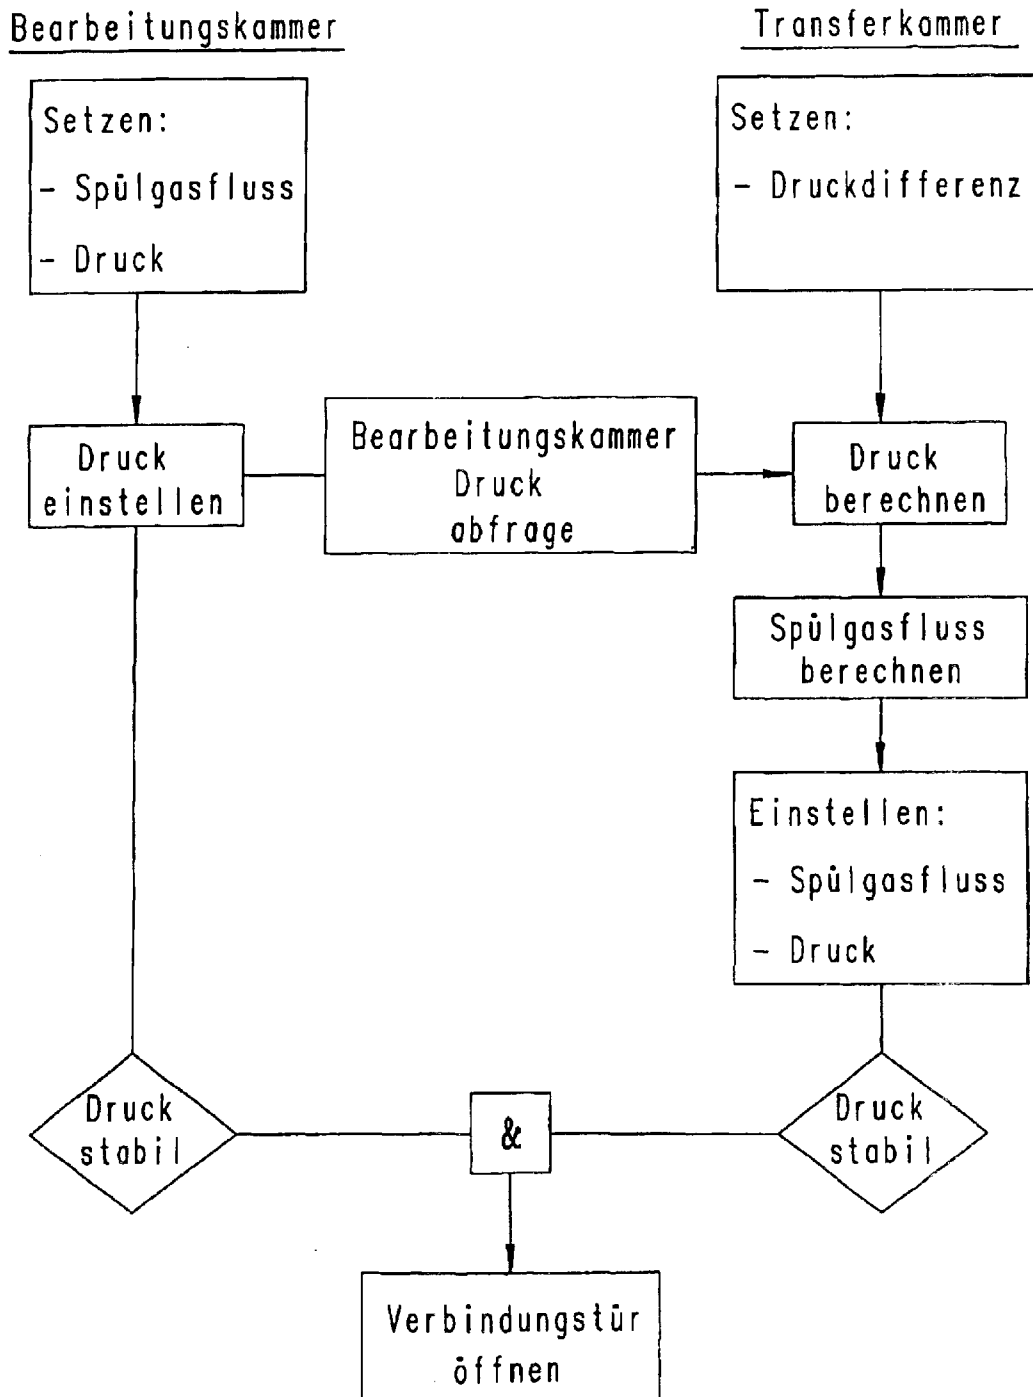 Bearbeitungskammer
Transferkammer
Setzen:
- Spülgasfluss
- Druck
Setzen:
- Druckdifferenz
Druck
einstellen
Bearbeitungskammer
Druck
abfrage
Druck
berechnen
Spülgasfluss
berechnen
Einstellen:
- Spülgasfluss
- Druck
Druck
stabil
&
Druck
stabil
Verbindungstür
öffnen